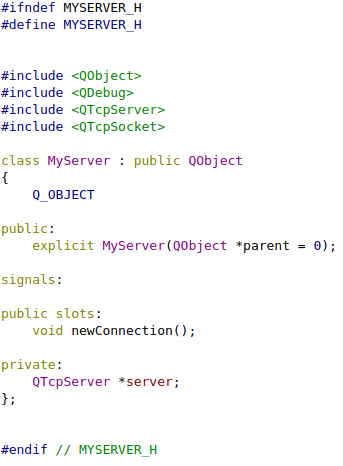 #ifndef MYSERVER_H
#define MYSERVER_H
#include <QObject>
#include <QDebug>
#include <QTcpServer>
#include <QTcpSocket>
class MyServer : public QObject
{
    Q_OBJECT
public:
    explicit MyServer(QObject *parent = 0);
signals:
public slots:
    void newConnection();
private:
    QTcpServer *server;
};
#endif // MYSERVER_H